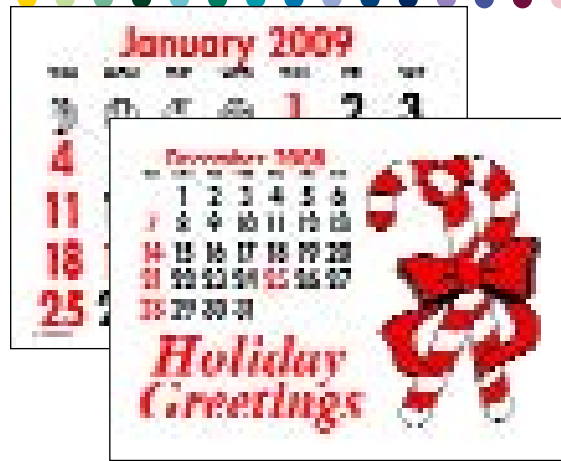 January 2009
1 2 3
4
11
18
25
December 2008
1 2 3 4 5 6
7 8 9 10 11 12 13
14 15 16 17 18 19 20
21 22 23 24 25 26 27
28 29 30 31
Holiday
Greetings